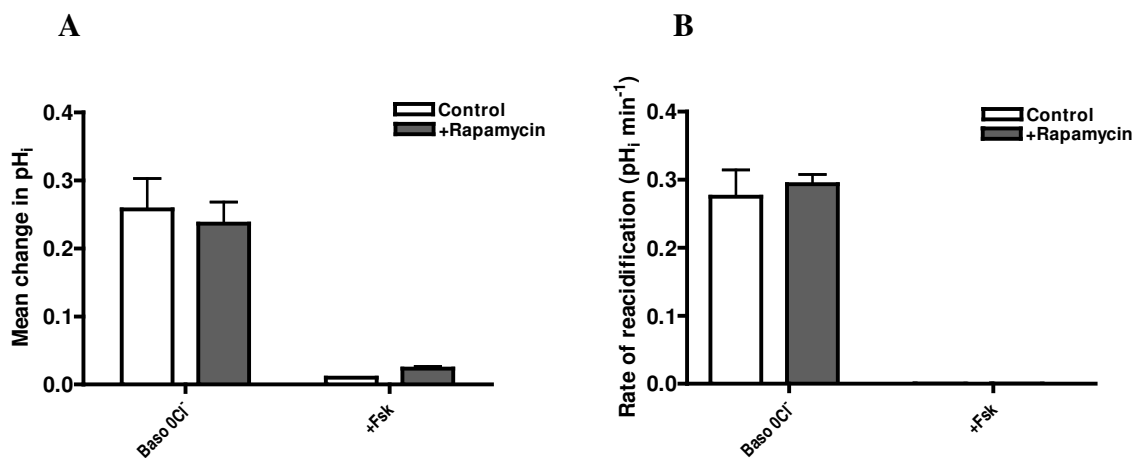 A
Mean change in pHi
0.4
0.3
0.2
0.1
0.0
Control
+Rapamycin
Baso 0Cl-
+Fsk
B
Rate of reacidification (pHi min-1)
0.4
0.3
0.2
0.1
0.0
Control
+Rapamycin
Baso 0Cl-
+Fsk